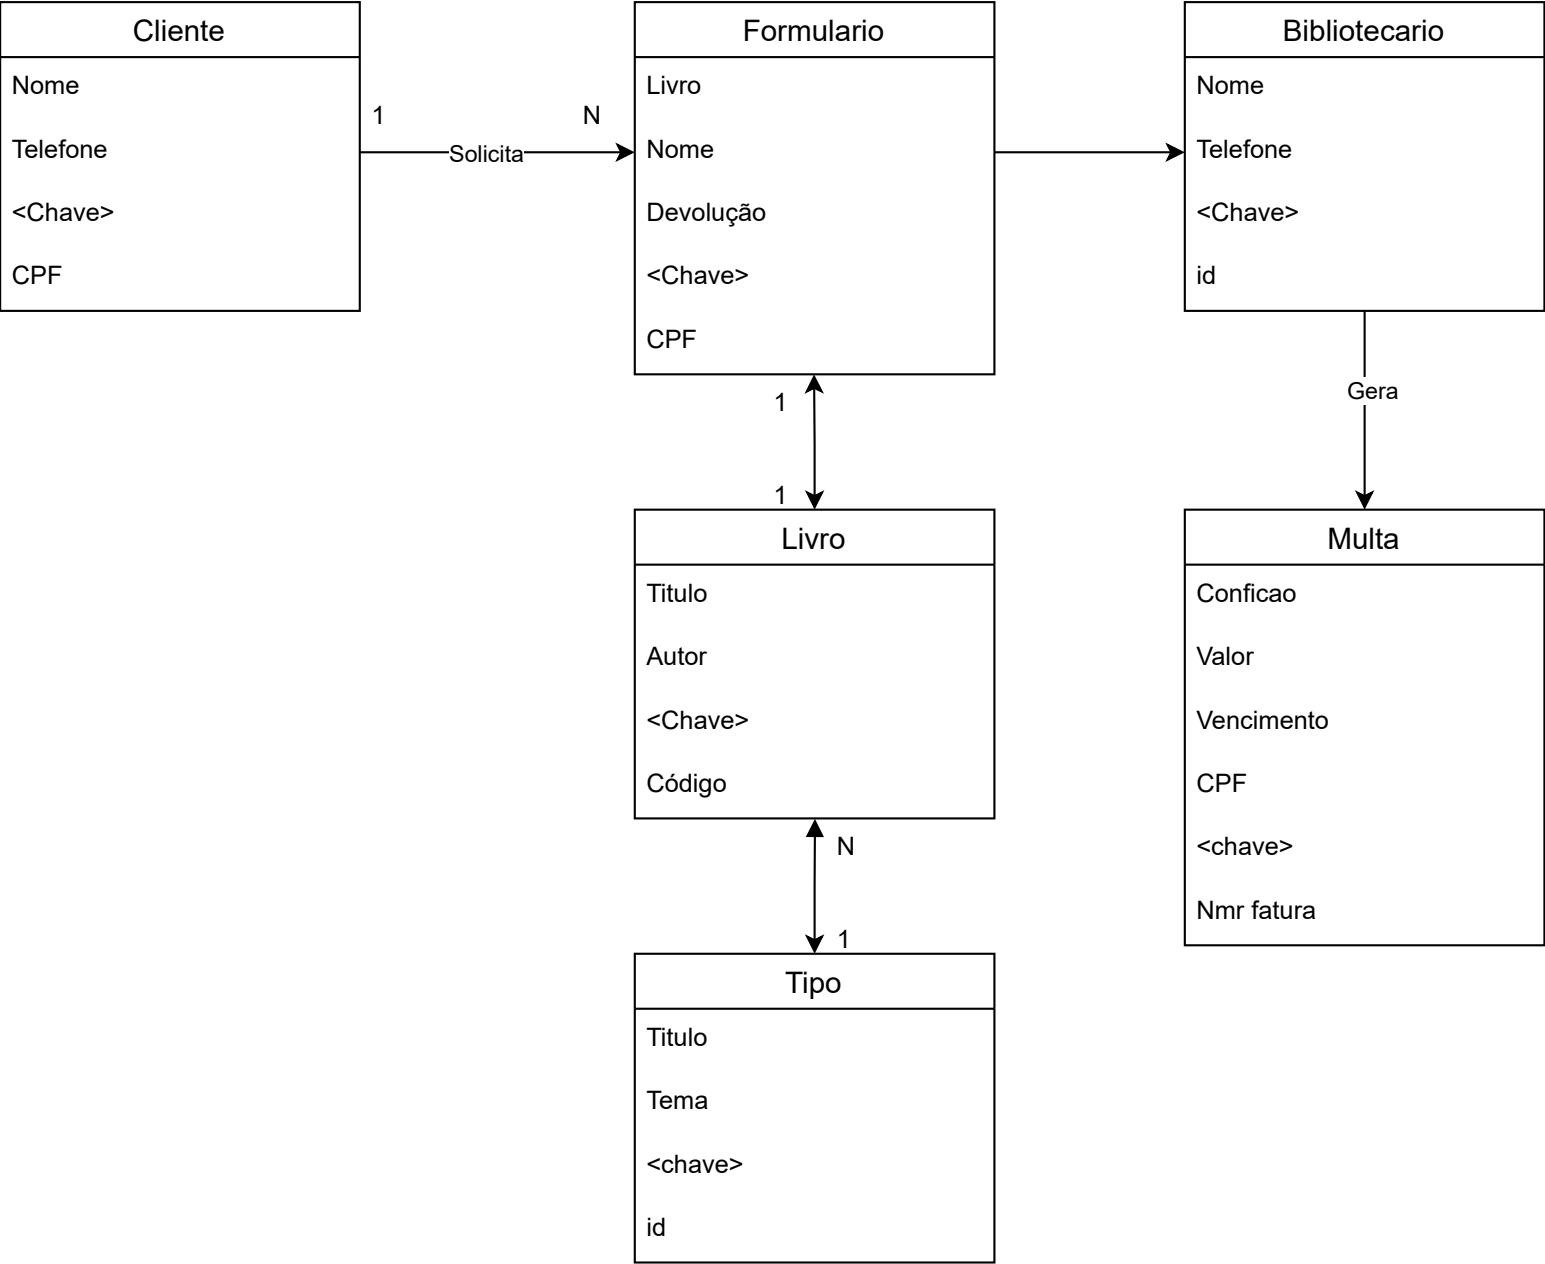 Cliente
Nome
Telefone
<Chave>
CPF
1
Solicita
N
Formulario
Livro
Nome
Devolução
<Chave>
CPF
Bibliotecario
Nome
Telefone
<Chave>
id
1
1
Gera
Livro
Titulo
Autor
<Chave>
Código
Multa
Conficao
Valor
Vencimento
CPF
<chave>
Nmr fatura
N
1
Tipo
Titulo
Tema
<chave>
id